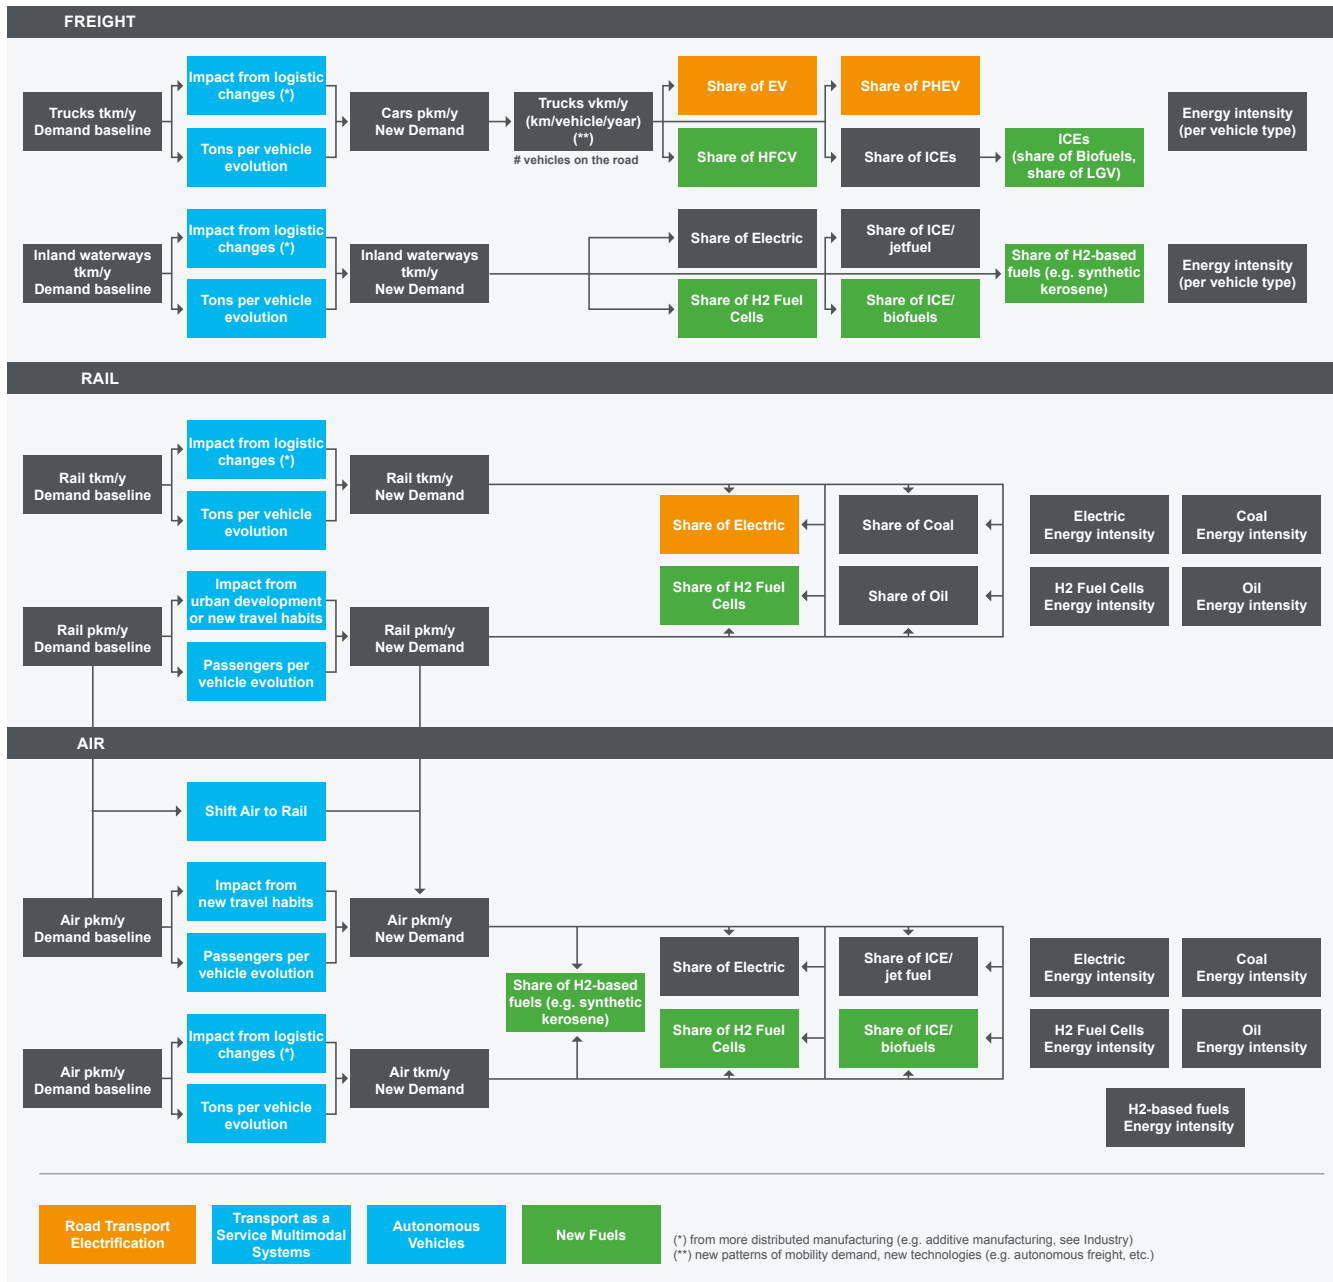 FREIGHT
Trucks tkm/y
Demand baseline
Impact from logistic
changes (*)
Tons per vehicle
evolution
Cars pkm/y
New Demand
Trucks vkm/y
(km/vehicle/year)
(**)
# vehicles on the road
Share of EV
Share of HFCV
Share of PHEV
Share of ICEs
ICEs
(share of Biofuels,
share of LGV)
Energy intensity
(per vehicle type)
Inland waterways
tkm/y
Demand baseline
Impact from logistic
changes (*)
Tons per vehicle
evolution
Inland waterways
tkm/y
New Demand
Share of Electric
Share of H2 Fuel
Cells
Share of ICE/
jetfuel
Share of ICE/
biofuels
Share of H2-based
fuels (e.g. synthetic
kerosene)
Energy intensity
(per vehicle type)
RAIL
Rail tkm/y
Demand baseline
Impact from logistic
changes (*)
Tons per vehicle
evolution
Rail tkm/y
New Demand
Share of Electric
Share of Coal
Share of H2 Fuel
Cells
Share of Oil
Electric
Energy intensity
Coal
Energy intensity
H2 Fuel Cells
Energy intensity
Oil
Energy intensity
Rail pkm/y
Demand baseline
Impact from
urban development
or new travel habits
Passengers per
vehicle evolution
Rail pkm/y
New Demand
AIR
Shift Air to Rail
Air pkm/y
Demand baseline
Impact from
new travel habits
Passengers per
vehicle evolution
Air pkm/y
New Demand
Share of H2-based
fuels (e.g. synthetic
kerosene)
Share of Electric
Share of ICE/
jet fuel
Share of H2 Fuel
Cells
Share of ICE/
biofuels
Electric
Energy intensity
Coal
Energy intensity
H2 Fuel Cells
Energy intensity
Oil
Energy intensity
H2-based fuels
Energy intensity
Air pkm/y
Demand baseline
Impact from logistic
changes (*)
Tons per vehicle
evolution
Air tkm/y
New Demand
Road Transport
Electrification
Transport as a
Service Multimodal
Systems
Autonomous
Vehicles
New Fuels
(*) from more distributed manufacturing (e.g. additive manufacturing, see Industry)
(**) new patterns of mobility demand, new technologies (e.g. autonomous freight, etc.)